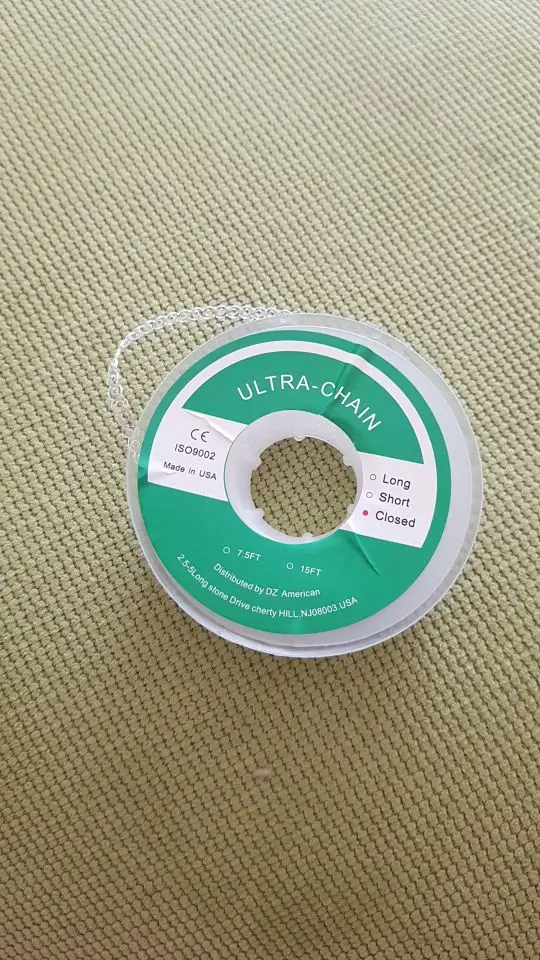 ULTRA-CHAIN
CE
ISO9002
Made in USA
Long
Short
Closed
7.5FT
15FT
Distributed by DZ American
2.5-5Long stone Drive cherty HILL,NJ08003.USA